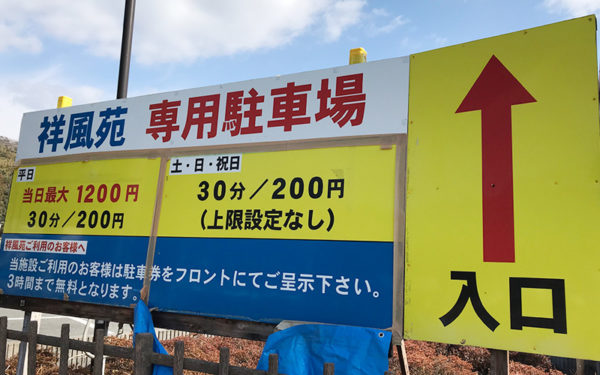 祥風苑 専用駐車場
平日
当日最大 1200円
30分／200円
土・日・祝日
30分／200円
（上限設定なし）
祥風苑ご利用のお客様へ
当施設ご利用のお客様は駐車券をフロントにてご呈示下さい。
3時間まで無料となります。
入口